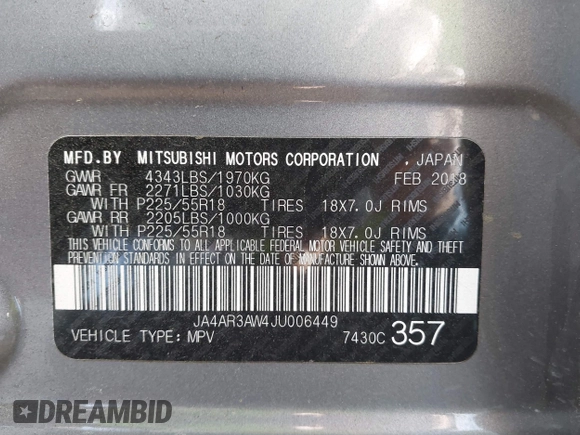 MFD.BY MITSUBISHI MOTORS CORPORATION . JAPAN
GVWR 4343LBS/1970KG FEB 2018
GAWR FR 2271LBS/1030KG
WITH P225/55R18 TIRES 18X7.0J RIMS
GAWR RR 2205LBS/1000KG
WITH P225/55R18 TIRES 18X7.0J RIMS
THIS VEHICLE CONFORMS TO ALL APPLICABLE FEDERAL MOTOR VEHICLE SAFETY AND THEFT
PREVENTION STANDARDS IN EFFECT ON THE DATE OF MANUFACTURE SHOWN ABOVE.
JA4AR3AW4JU006449
VEHICLE TYPE: MPV 7430C 357
DREAMBID